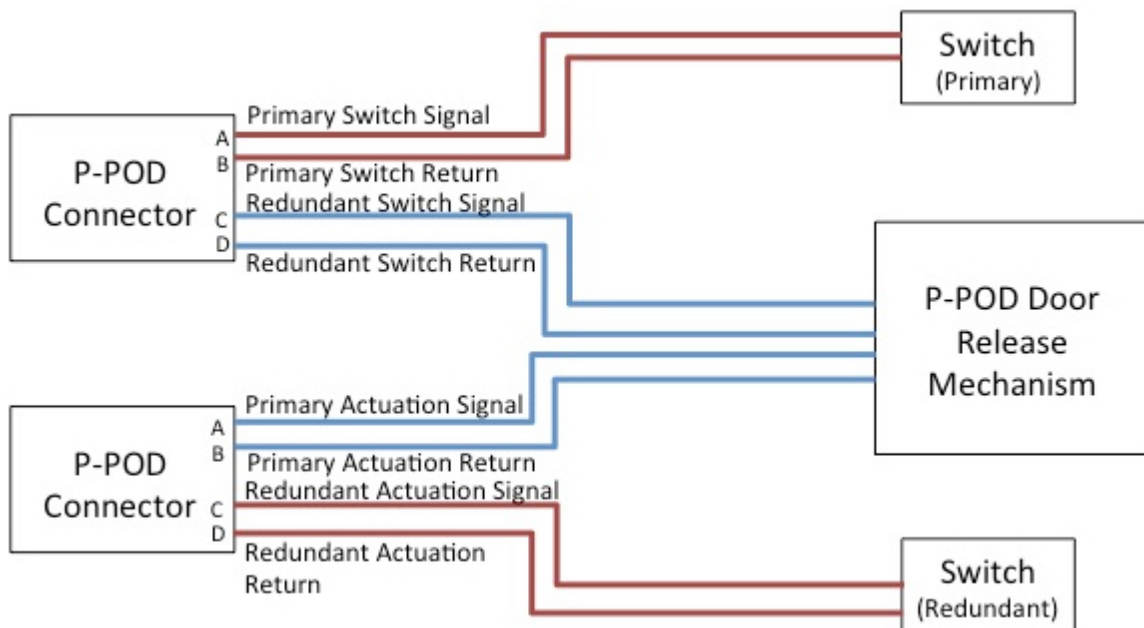 Switch
(Primary)
Primary Switch Signal
A
P-POD
Connector
B
Primary Switch Return
Redundant Switch Signal
C
D
Redundant Switch Return
P-POD Door
Release
Mechanism
Primary Actuation Signal
A
P-POD
Connector
B
Primary Actuation Return
Redundant Actuation Signal
C
D
Redundant Actuation
Return
Switch
(Redundant)